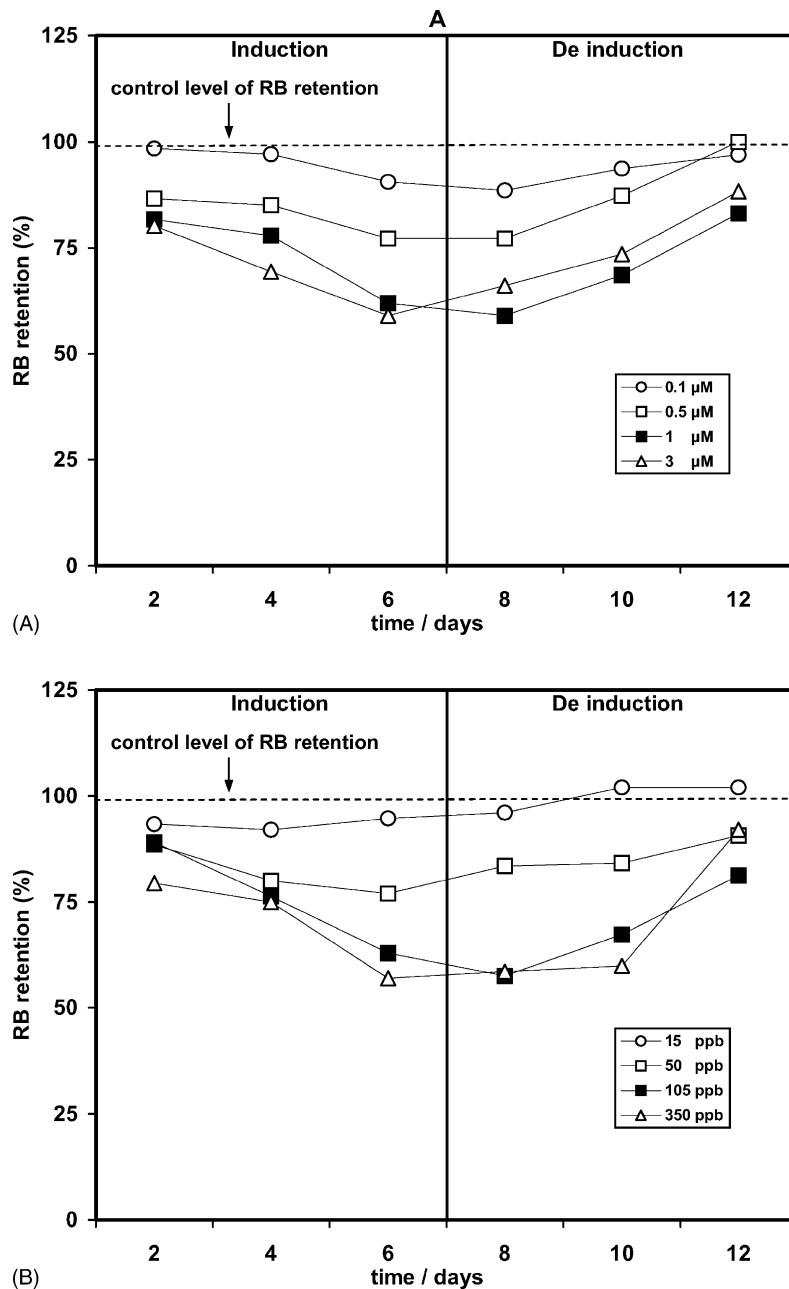 A
125
Induction
De induction
control level of RB retention
100
75
50
25
0
RB retention (%)
0.1 µM
0.5 µM
1 µM
3 µM
2 4 6 8 10 12
time / days
(A)
125
Induction
De induction
control level of RB retention
100
75
50
25
0
RB retention (%)
15 ppb
50 ppb
105 ppb
350 ppb
2 4 6 8 10 12
time / days
(B)